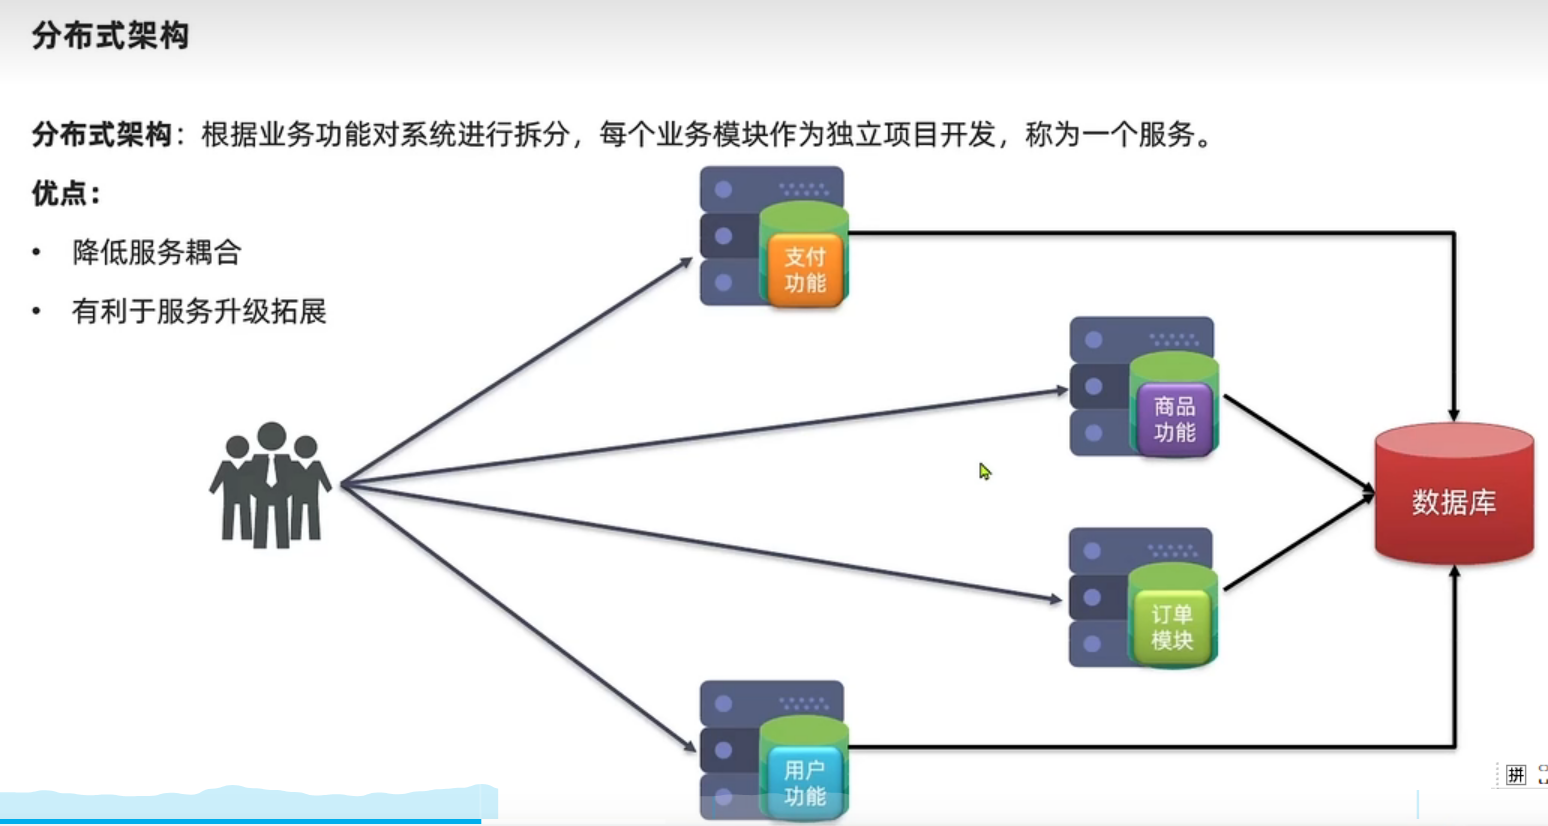 分布式架构
分布式架构：根据业务功能对系统进行拆分，每个业务模块作为独立项目开发，称为一个服务。
优点：
• 降低服务耦合
• 有利于服务升级拓展
支付
功能
商品
功能
数据库
订单
模块
用户
功能
拼